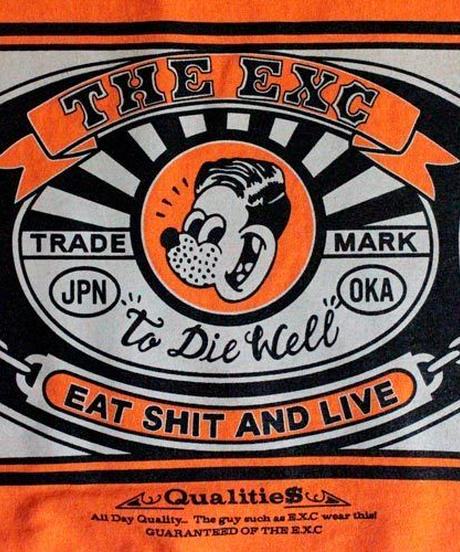 THE EXC
TRADE MARK
JPN OKA
To Die Well
EAT SHIT AND LIVE
Qualitie$
All Day Quality... The guy such as E.X.C wear this!
GUARANTEED OF THE E.X.C